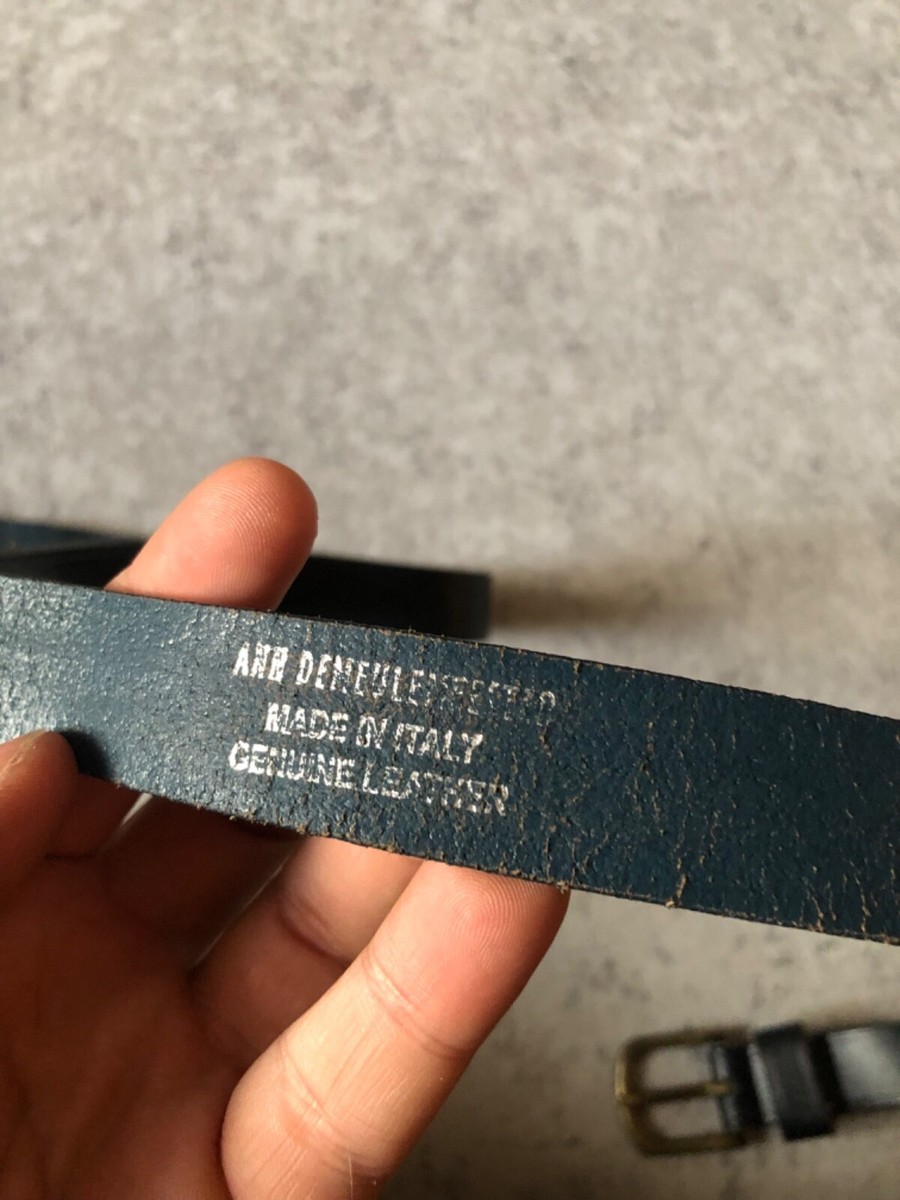 ANN DEMEULEMEESTER
MADE IN ITALY
GENUINE LEATHER